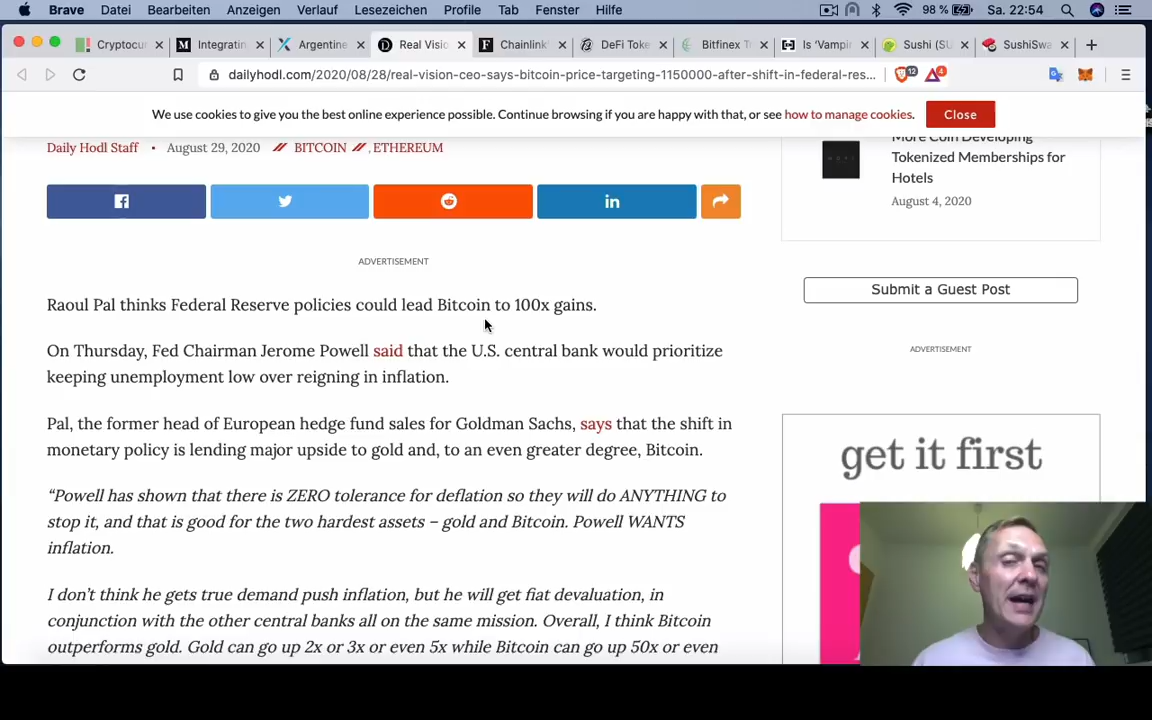 Brave Datei Bearbeiten Anzeigen Verlauf Lesezeichen Profile Tab Fenster Hilfe 98 % Sa. 22:54
Cryptocur Integratin Argentine Real Visio Chainlink DeFi Toke Bitfinex T Is ‘Vampir Sushi (SU SushiSwa
dailyhodl.com/2020/08/28/real-vision-ceo-says-bitcoin-price-targeting-1150000-after-shift-in-federal-res... 12 4
We use cookies to give you the best online experience possible. Continue browsing if you are happy with that, or see how to manage cookies. Close
Daily Hodl Staff • August 29, 2020 // BITCOIN //, ETHEREUM
More Coin Developing
Tokenized Memberships for
Hotels
August 4, 2020
ADVERTISEMENT
Submit a Guest Post
ADVERTISEMENT
get it first
Raoul Pal thinks Federal Reserve policies could lead Bitcoin to 100x gains.
On Thursday, Fed Chairman Jerome Powell said that the U.S. central bank would prioritize
keeping unemployment low over reigning in inflation.
Pal, the former head of European hedge fund sales for Goldman Sachs, says that the shift in
monetary policy is lending major upside to gold and, to an even greater degree, Bitcoin.
“Powell has shown that there is ZERO tolerance for deflation so they will do ANYTHING to
stop it, and that is good for the two hardest assets – gold and Bitcoin. Powell WANTS
inflation.
I don’t think he gets true demand push inflation, but he will get fiat devaluation, in
conjunction with the other central banks all on the same mission. Overall, I think Bitcoin
outperforms gold. Gold can go up 2x or 3x or even 5x while Bitcoin can go up 50x or even